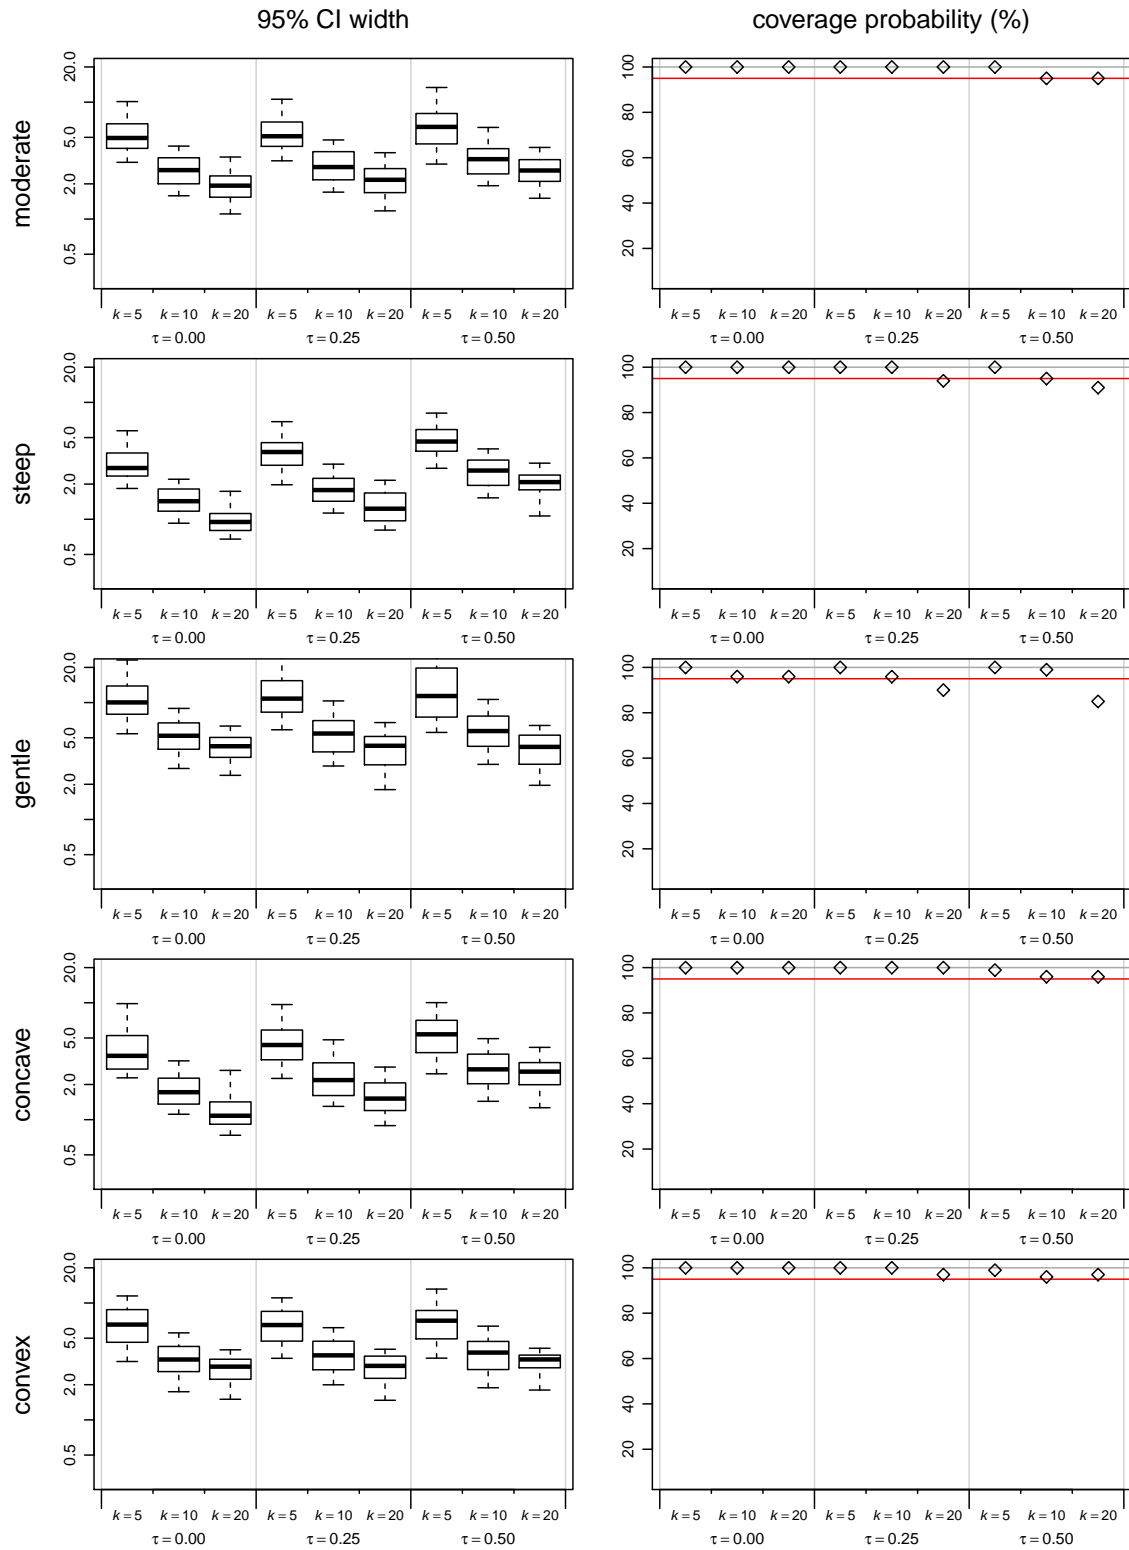 95% CI width
coverage probability (%)
moderate
20.0
5.0
2.0
0.5
k = 5 k = 10 k = 20 k = 5 k = 10 k = 20 k = 5 k = 10 k = 20
τ = 0.00 τ = 0.25 τ = 0.50
100
80
60
40
20
k = 5 k = 10 k = 20 k = 5 k = 10 k = 20 k = 5 k = 10 k = 20
τ = 0.00 τ = 0.25 τ = 0.50
steep
20.0
5.0
2.0
0.5
k = 5 k = 10 k = 20 k = 5 k = 10 k = 20 k = 5 k = 10 k = 20
τ = 0.00 τ = 0.25 τ = 0.50
100
80
60
40
20
k = 5 k = 10 k = 20 k = 5 k = 10 k = 20 k = 5 k = 10 k = 20
τ = 0.00 τ = 0.25 τ = 0.50
gentle
20.0
5.0
2.0
0.5
k = 5 k = 10 k = 20 k = 5 k = 10 k = 20 k = 5 k = 10 k = 20
τ = 0.00 τ = 0.25 τ = 0.50
100
80
60
40
20
k = 5 k = 10 k = 20 k = 5 k = 10 k = 20 k = 5 k = 10 k = 20
τ = 0.00 τ = 0.25 τ = 0.50
concave
20.0
5.0
2.0
0.5
k = 5 k = 10 k = 20 k = 5 k = 10 k = 20 k = 5 k = 10 k = 20
τ = 0.00 τ = 0.25 τ = 0.50
100
80
60
40
20
k = 5 k = 10 k = 20 k = 5 k = 10 k = 20 k = 5 k = 10 k = 20
τ = 0.00 τ = 0.25 τ = 0.50
convex
20.0
5.0
2.0
0.5
k = 5 k = 10 k = 20 k = 5 k = 10 k = 20 k = 5 k = 10 k = 20
τ = 0.00 τ = 0.25 τ = 0.50
100
80
60
40
20
k = 5 k = 10 k = 20 k = 5 k = 10 k = 20 k = 5 k = 10 k = 20
τ = 0.00 τ = 0.25 τ = 0.50